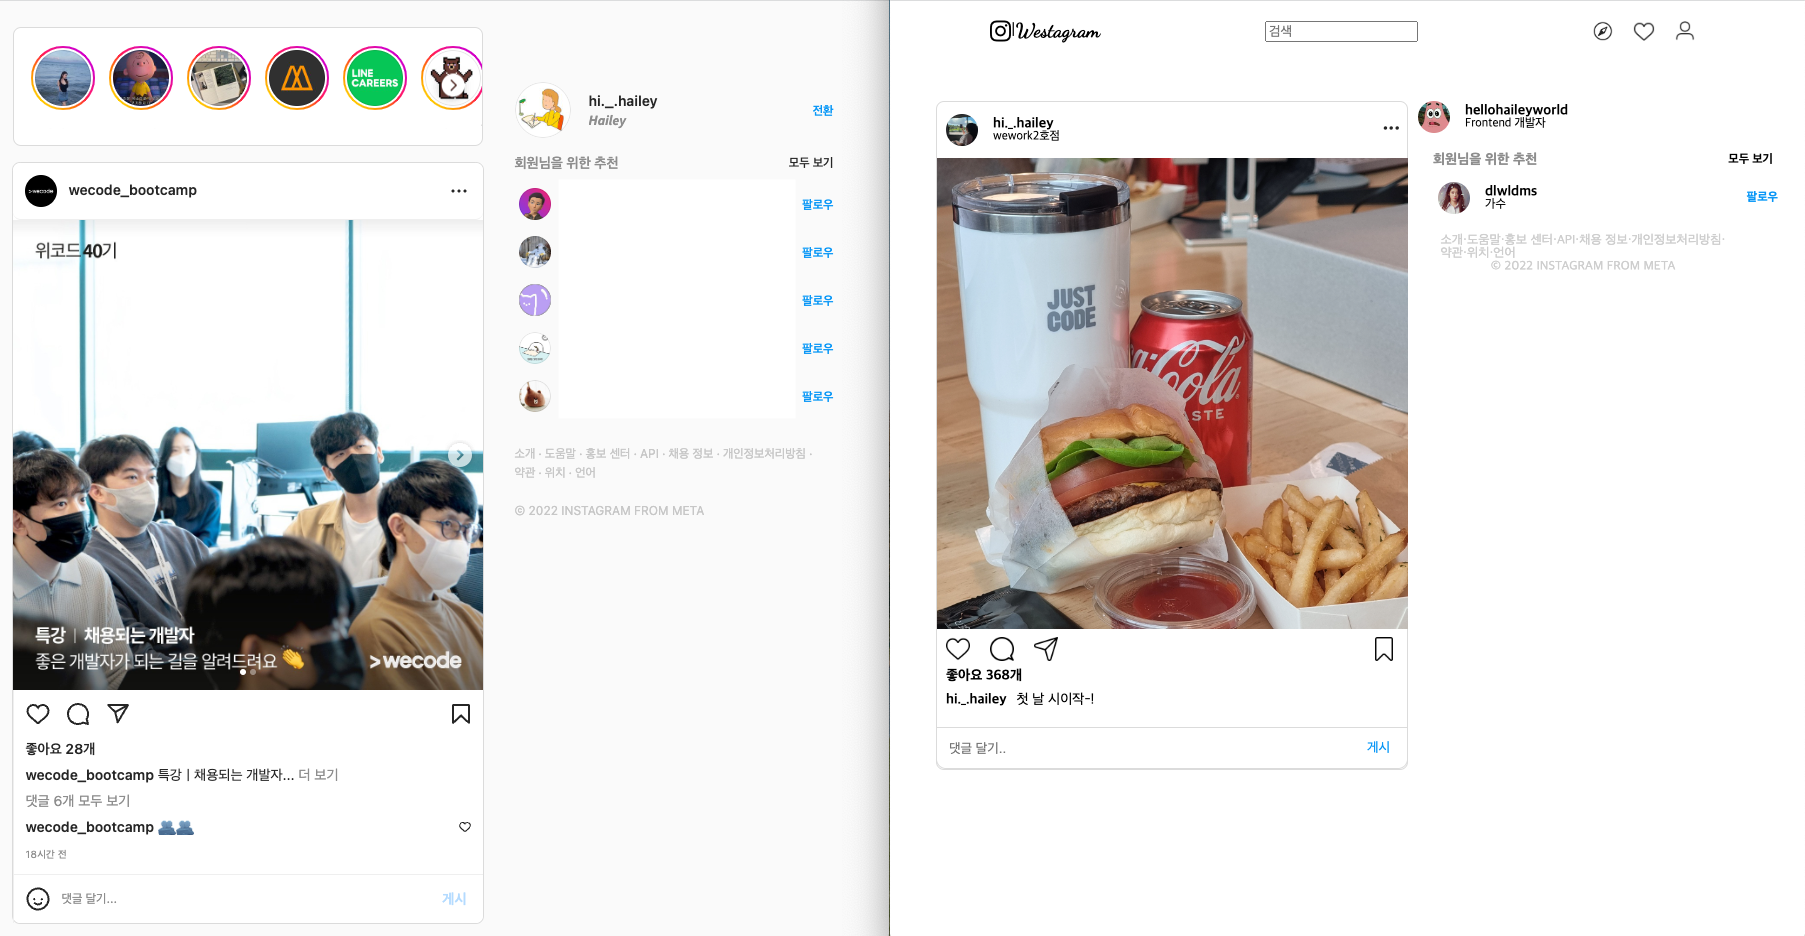 LINE
CAREERS
wecode_bootcamp
>wecode
위코드 40기
특강 | 채용되는 개발자
좋은 개발자가 되는 길을 알려드려요 👏
>wecode
좋아요 28개
wecode_bootcamp 특강 | 채용되는 개발자... 더 보기
댓글 6개 모두 보기
wecode_bootcamp 👥👥
18시간 전
댓글 달기...
게시
hi._.hailey
Hailey
전환
회원님을 위한 추천
모두 보기
팔로우
팔로우
팔로우
팔로우
팔로우
소개 · 도움말 · 홍보 센터 · API · 채용 정보 · 개인정보처리방침 ·
약관 · 위치 · 언어
© 2022 INSTAGRAM FROM META
Westagram
검색
hi._.hailey
wework2호점
JUST
CODE
Coca-Cola
좋아요 368개
hi._.hailey 첫 날 시이작~!
댓글 달기..
게시
hellohaileyworld
Frontend 개발자
회원님을 위한 추천
모두 보기
dlwldms
가수
팔로우
소개·도움말·홍보 센터·API·채용 정보·개인정보처리방침·
약관·위치·언어
© 2022 INSTAGRAM FROM META